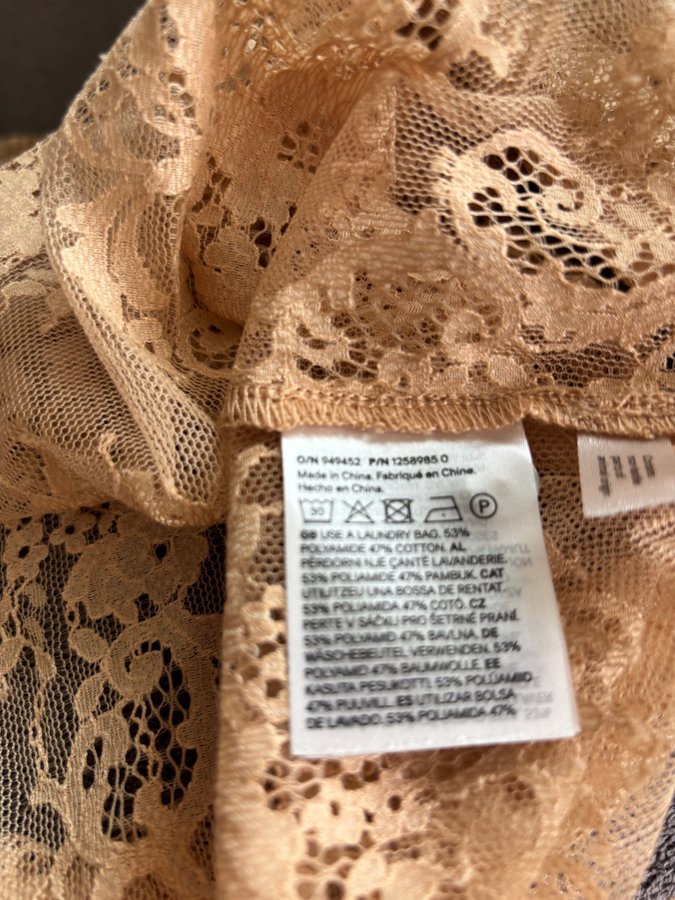 O/N 949452 P/N 1258985 0
Made in China. Fabriqué en Chine.
Hecho en China.
30 P
GB USE A LAUNDRY BAG. 53%
POLYAMIDE 47% COTTON. AL
PËRDORNI NJË ÇANTË LAVANDERIE.
53% POLIAMIDE 47% PAMBUK. CAT
UTILITZEU UNA BOSSA DE RENTAT.
53% POLIAMIDA 47% COTÓ. CZ
PERTE V SÁČKU PRO ŠETRNÉ PRANÍ.
53% POLYAMID 47% BAVLNA. DE
WÄSCHEBEUTEL VERWENDEN. 53%
POLYAMID 47% BAUMWOLLE. EE
KASUTA PESUKOTTI. 53% POLÜAMIID
47% PUUVILL. ES UTILIZAR BOLSA
DE LAVADO. 53% POLIAMIDA 47%